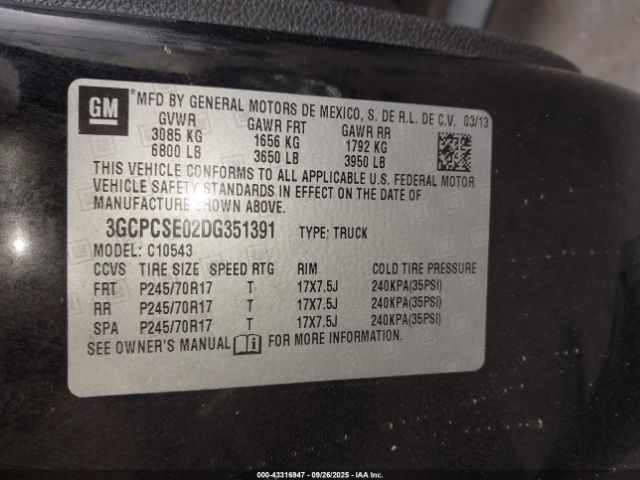 GM
*MFD BY GENERAL MOTORS DE MEXICO, S. DE R.L. DE C.V. 03/13
GVWR GAWR FRT GAWR RR
3085 KG 1656 KG 1792 KG
6800 LB 3650 LB 3950 LB
THIS VEHICLE CONFORMS TO ALL APPLICABLE U.S. FEDERAL MOTOR
VEHICLE SAFETY STANDARDS IN EFFECT ON THE DATE OF
MANUFACTURE SHOWN ABOVE.
3GCPCSE02DG351391 TYPE: TRUCK
MODEL: C10543
CCVS TIRE SIZE SPEED RTG RIM COLD TIRE PRESSURE
FRT P245/70R17 T 17X7.5J 240KPA(35PSI)
RR P245/70R17 T 17X7.5J 240KPA(35PSI)
SPA P245/70R17 T 17X7.5J 240KPA(35PSI)
SEE OWNER'S MANUAL FOR MORE INFORMATION.
000-43316947 - 09/26/2025 - IAA Inc.